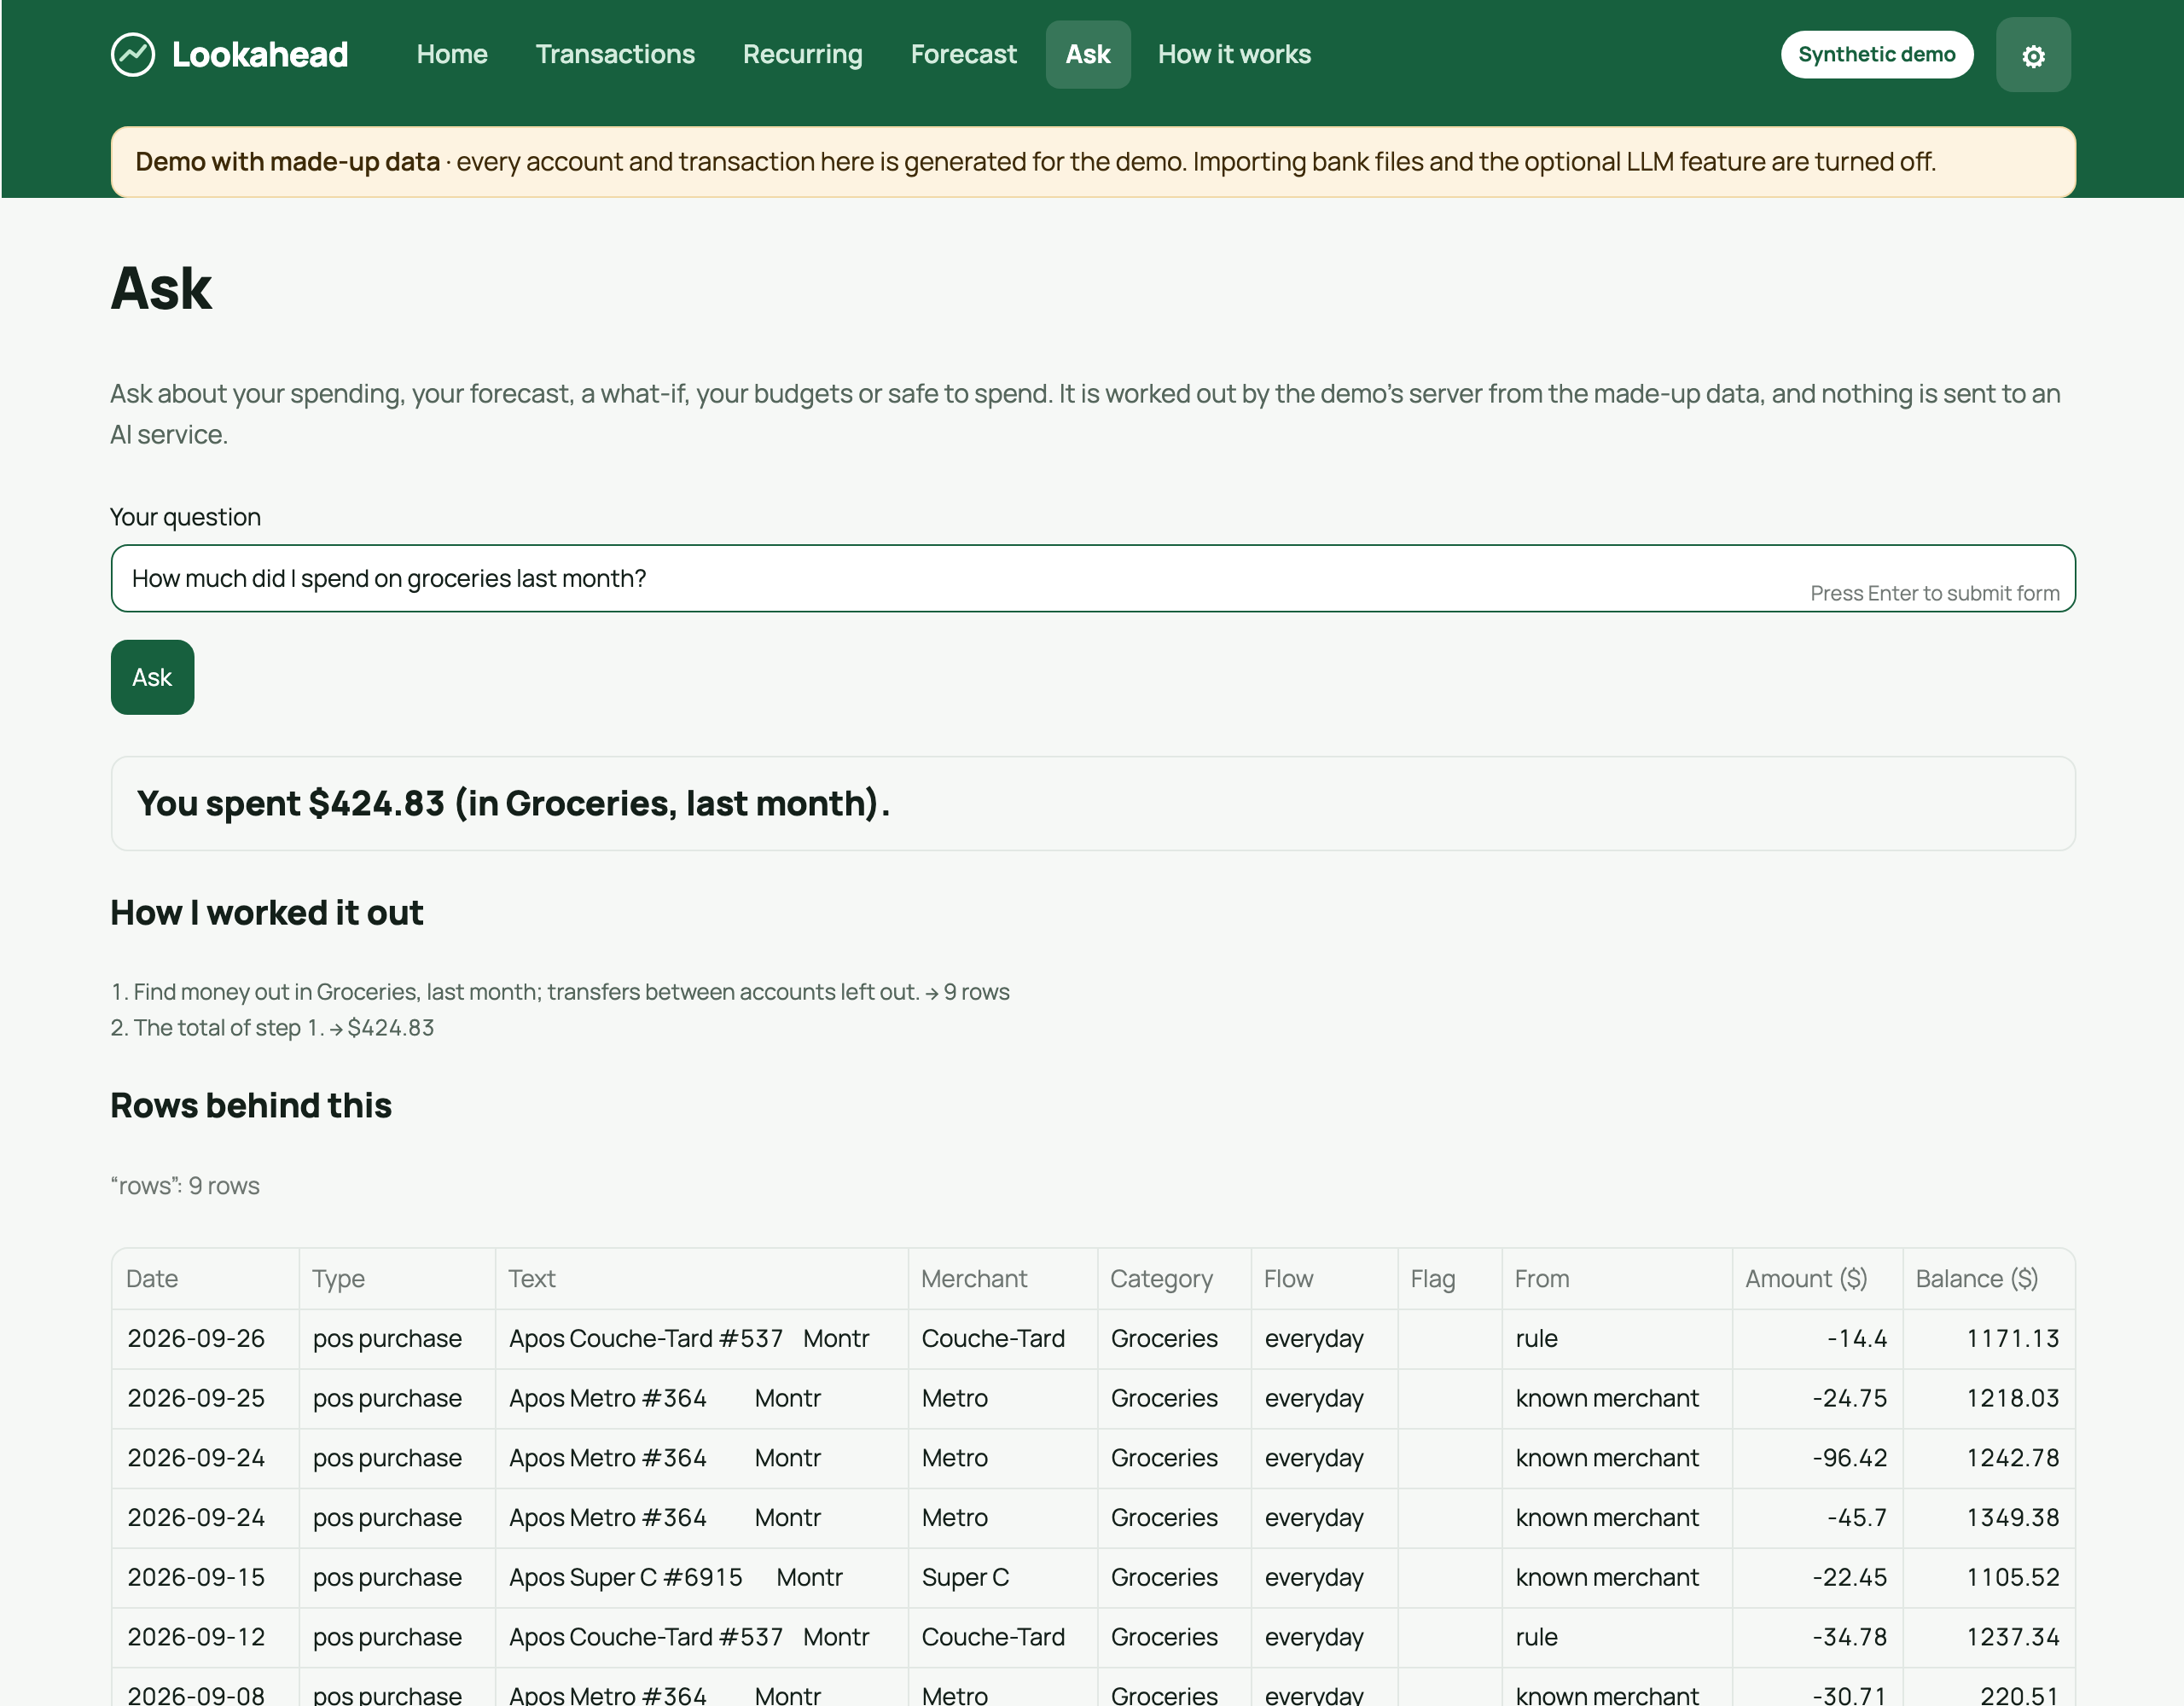 Lookahead Home Transactions Recurring Forecast Ask How it works Synthetic demo
Demo with made-up data · every account and transaction here is generated for the demo. Importing bank files and the optional LLM feature are turned off.
Ask
Ask about your spending, your forecast, a what-if, your budgets or safe to spend. It is worked out by the demo’s server from the made-up data, and nothing is sent to an
AI service.
Your question
How much did I spend on groceries last month?
Press Enter to submit form
Ask
You spent $424.83 (in Groceries, last month).
How I worked it out
1. Find money out in Groceries, last month; transfers between accounts left out. → 9 rows
2. The total of step 1. → $424.83
Rows behind this
“rows”: 9 rows
Date Type Text Merchant Category Flow Flag From Amount ($) Balance ($)
2026-09-26 pos purchase Apos Couche-Tard #537 Montr Couche-Tard Groceries everyday rule -14.4 1171.13
2026-09-25 pos purchase Apos Metro #364 Montr Metro Groceries everyday known merchant -24.75 1218.03
2026-09-24 pos purchase Apos Metro #364 Montr Metro Groceries everyday known merchant -96.42 1242.78
2026-09-24 pos purchase Apos Metro #364 Montr Metro Groceries everyday known merchant -45.7 1349.38
2026-09-15 pos purchase Apos Super C #6915 Montr Super C Groceries everyday known merchant -22.45 1105.52
2026-09-12 pos purchase Apos Couche-Tard #537 Montr Couche-Tard Groceries everyday rule -34.78 1237.34
2026-09-08 pos purchase Apos Metro #364 Montr Metro Groceries everyday known merchant -30.71 220.51